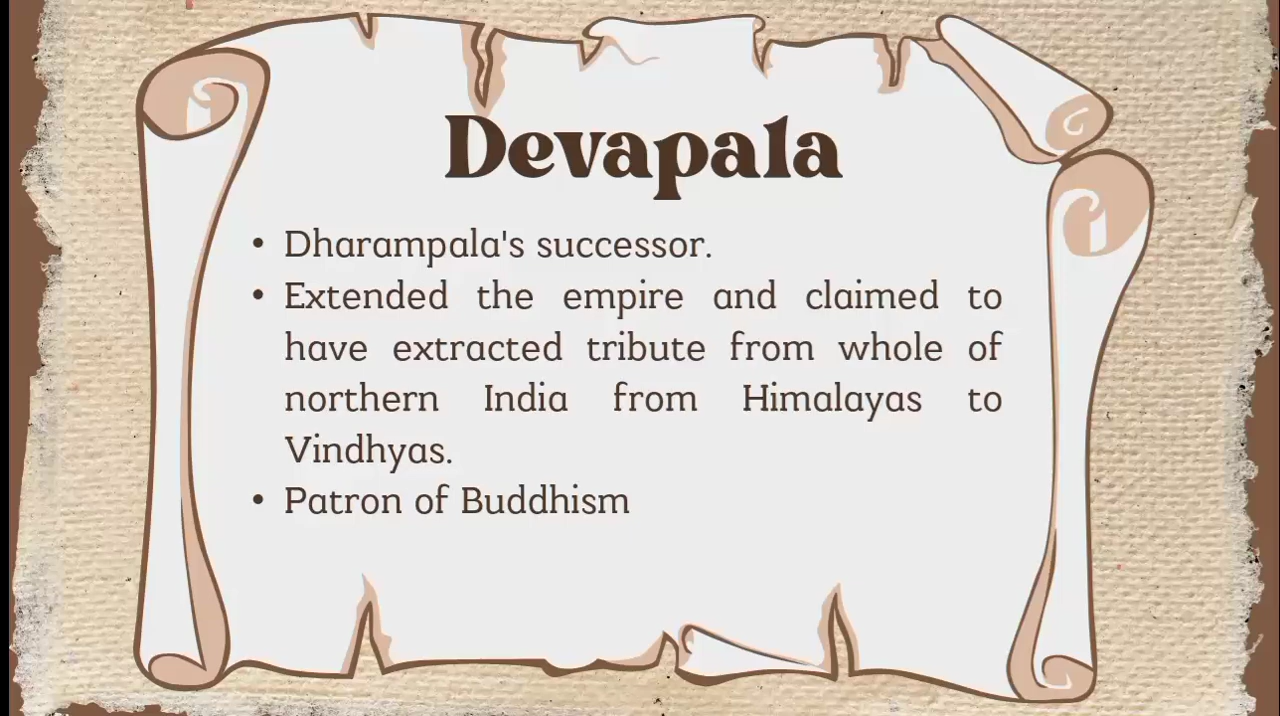 Devapala
• Dharampala's successor.
• Extended the empire and claimed to
have extracted tribute from whole of
northern India from Himalayas to
Vindhyas.
• Patron of Buddhism